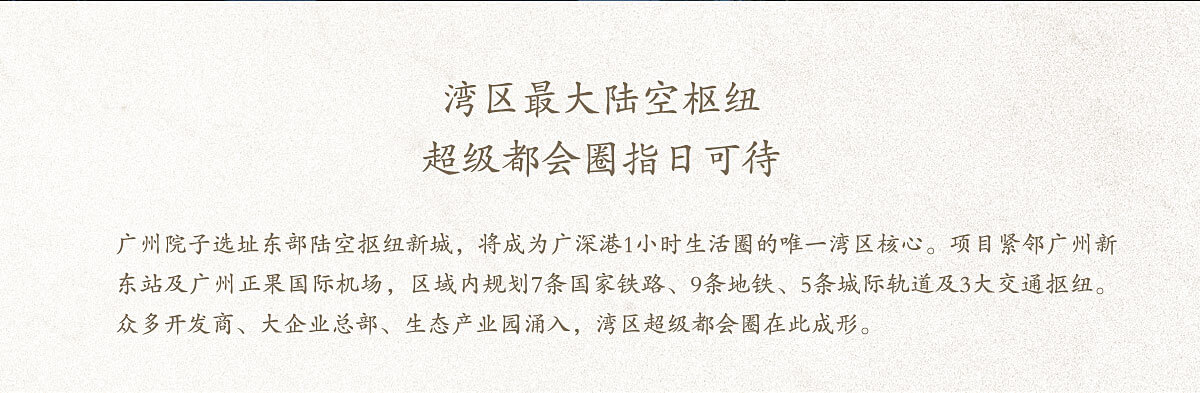 湾区最大陆空枢纽
超级都会圈指日可待
广州院子选址东部陆空枢纽新城，将成为广深港1小时生活圈的唯一湾区核心。项目紧邻广州新
东站及广州正果国际机场，区域内规划7条国家铁路、9条地铁、5条城际轨道及3大交通枢纽。
众多开发商、大企业总部、生态产业园涌入，湾区超级都会圈在此成形。